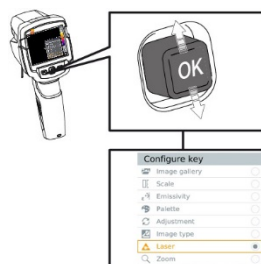 OK
Configure key
Image gallery
Scale
Emissivity
Palette
Adjustment
Image type
Laser
Zoom